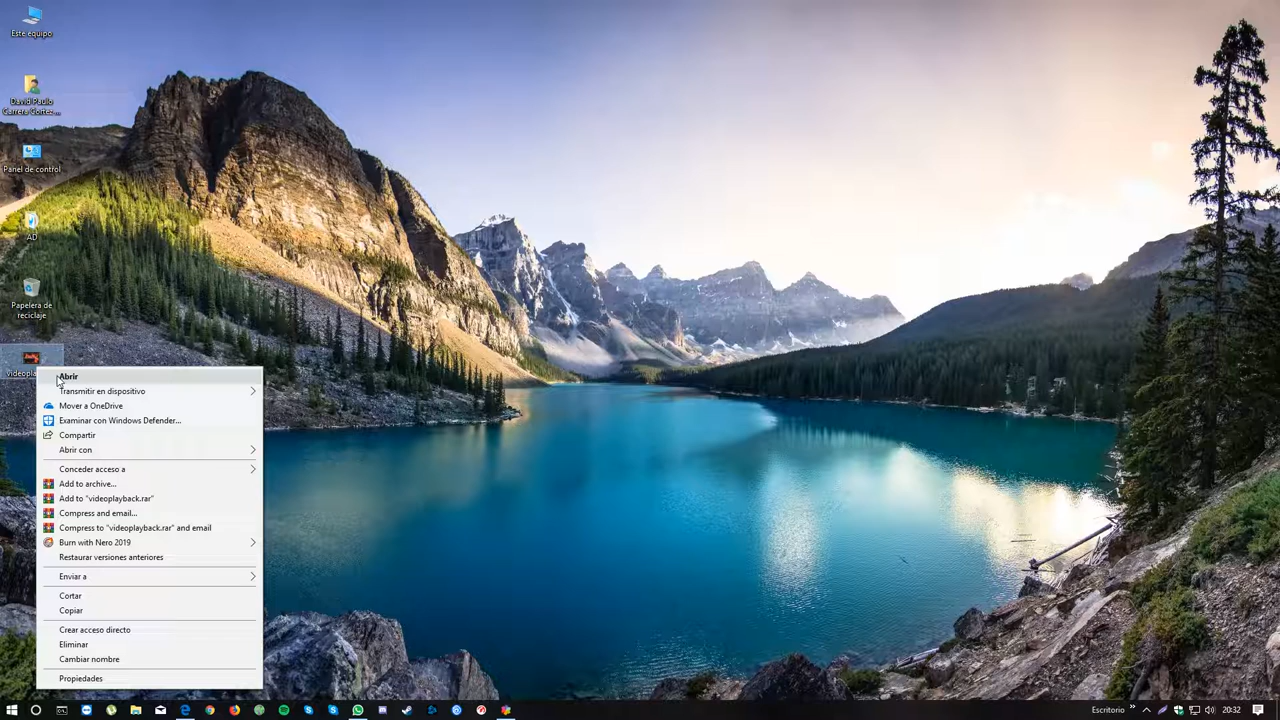 Este equipo
David Paulo
Carrera Cortez...
Panel de control
AD
Papelera de
reciclaje
Abrir
Transmitir en dispositivo
Mover a OneDrive
Examinar con Windows Defender...
Compartir
Abrir con
Conceder acceso a
Add to archive...
Add to "videoplayback.rar"
Compress and email...
Compress to "videoplayback.rar" and email
Burn with Nero 2019
Restaurar versiones anteriores
Enviar a
Cortar
Copiar
Crear acceso directo
Eliminar
Cambiar nombre
Propiedades
Escritorio
20:32